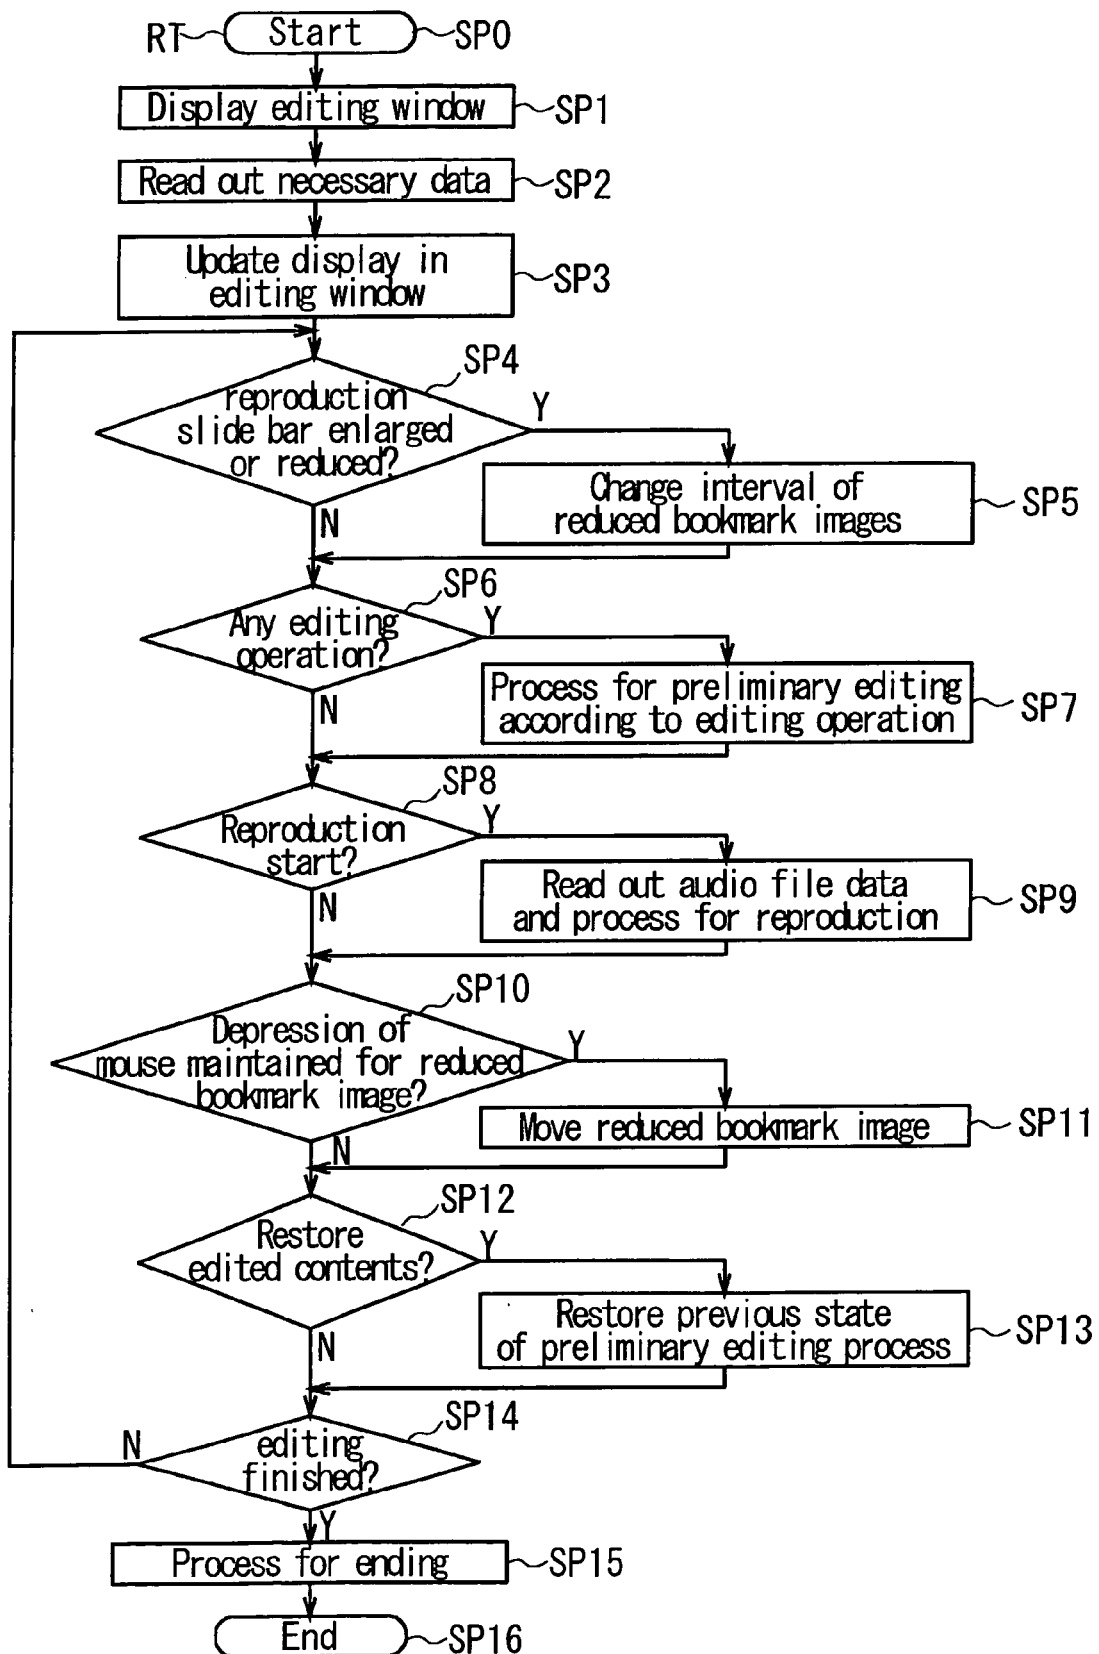 RT
Start
SP0
Display editing window
SP1
Read out necessary data
SP2
Update display in
editing window
SP3
SP4
reproduction
slide bar enlarged
or reduced?
Y
N
Change interval of
reduced bookmark images
SP5
SP6
Any editing
operation?
Y
N
Process for preliminary editing
according to editing operation
SP7
SP8
Reproduction
start?
Y
N
Read out audio file data
and process for reproduction
SP9
SP10
Depression of
mouse maintained for reduced
bookmark image?
Y
N
Move reduced bookmark image
SP11
SP12
Restore
edited contents?
Y
N
Restore previous state
of preliminary editing process
SP13
SP14
editing
finished?
N
Y
Process for ending
SP15
End
SP16